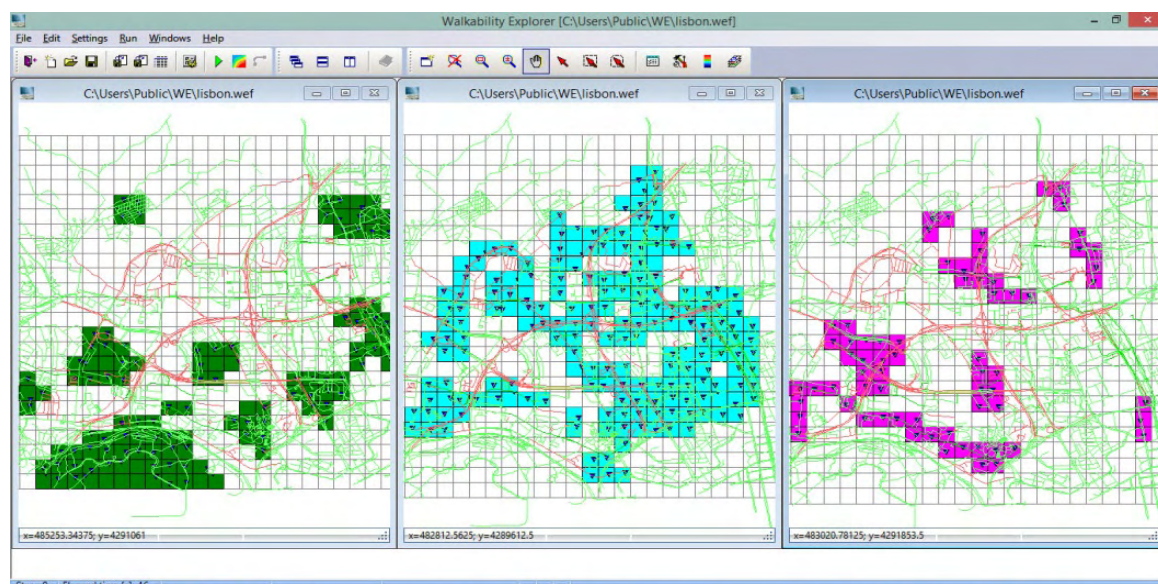 Walkability Explorer [C:\Users\Public\WE\lisbon.wef]
File Edit Settings Run Windows Help
C:\Users\Public\WE\lisbon.wef
C:\Users\Public\WE\lisbon.wef
C:\Users\Public\WE\lisbon.wef
x=485253.34375; y=4291061
x=482812.5625; y=4289612.5
x=483020.78125; y=4291853.5